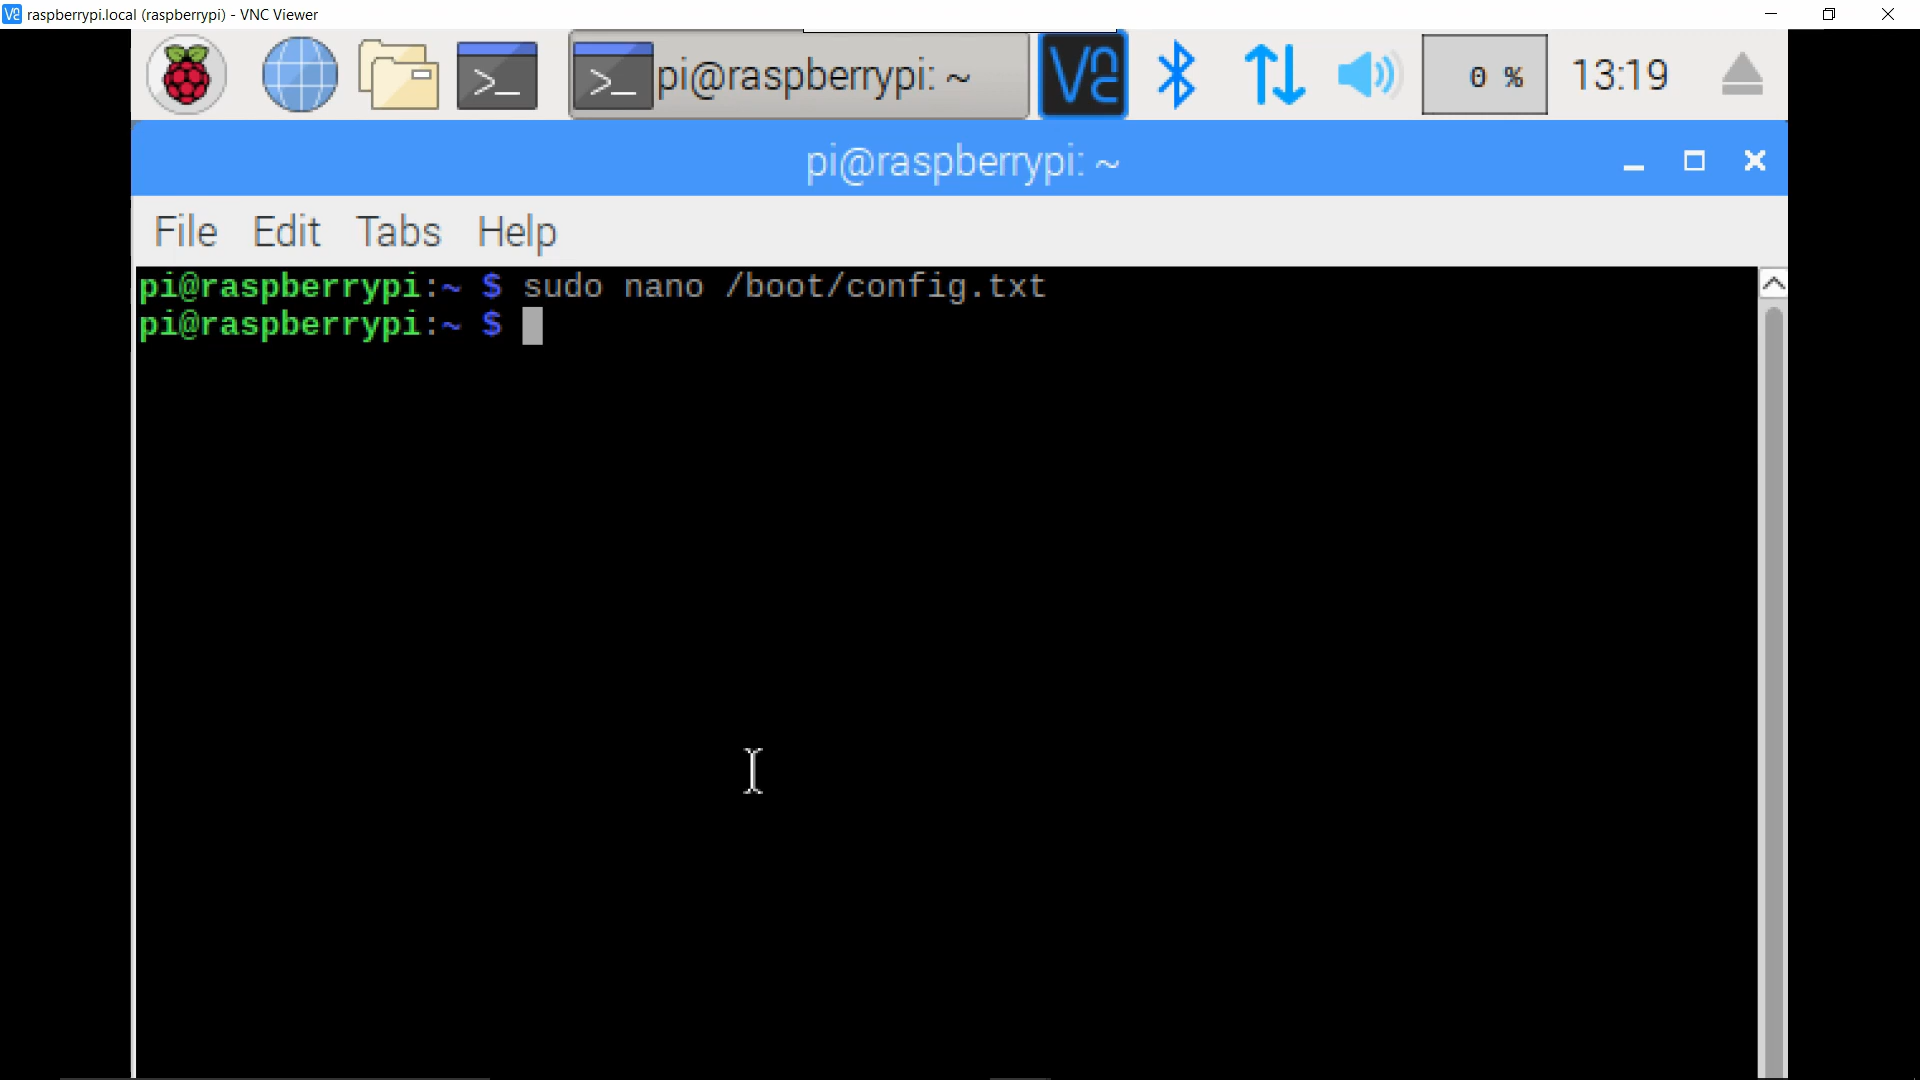 raspberrypi.local (raspberrypi) - VNC Viewer
>_ >_ pi@raspberrypi: ~ 0 % 13:19
pi@raspberrypi: ~
File Edit Tabs Help
pi@raspberrypi:~ $ sudo nano /boot/config.txt
pi@raspberrypi:~ $